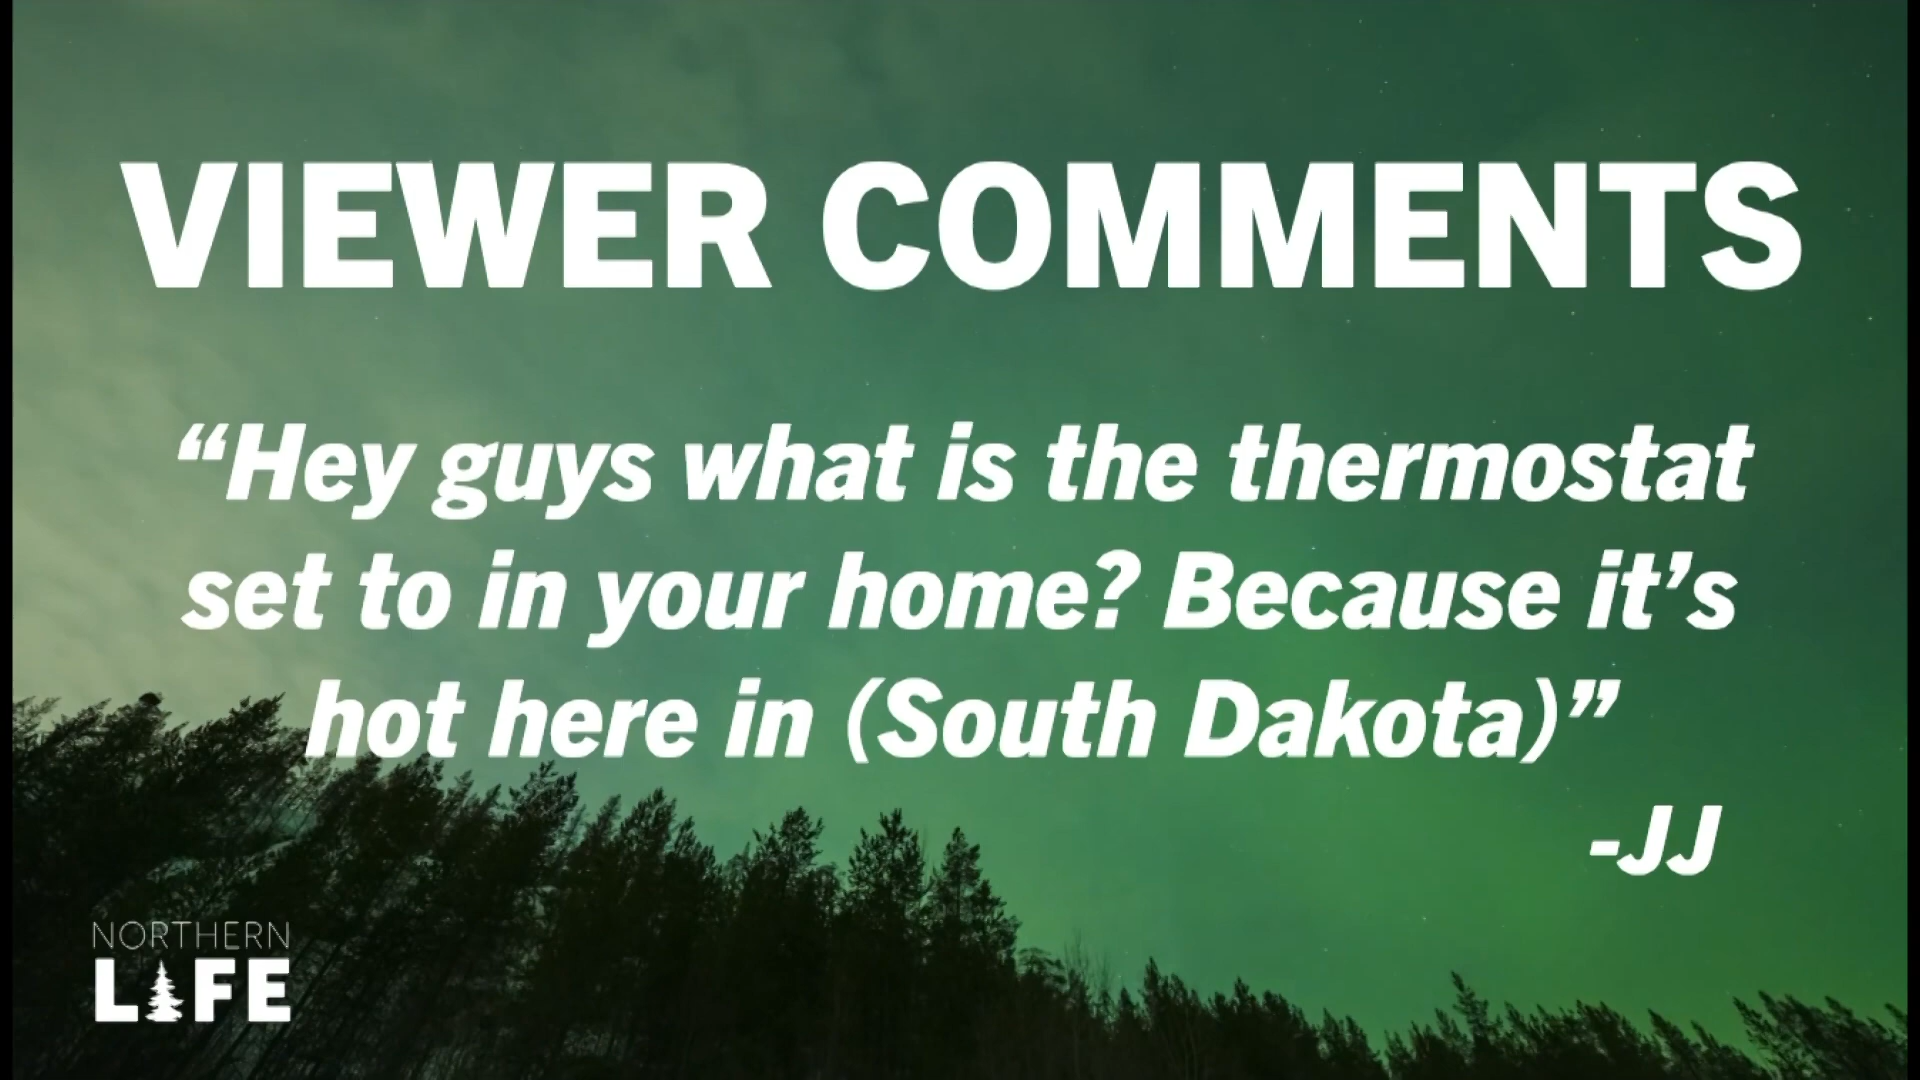 VIEWER COMMENTS
“Hey guys what is the thermostat
set to in your home? Because it’s
hot here in (South Dakota)”
-JJ
NORTHERN
LIFE